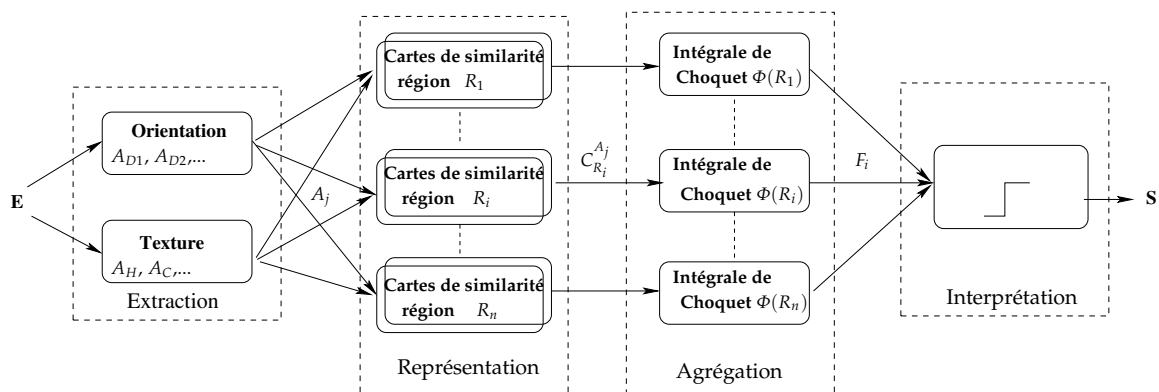 E
Orientation
A_{D1}, A_{D2},...
Texture
A_H, A_C,...
Extraction
A_j
Cartes de similarité
région R_1
Cartes de similarité
région R_i
Cartes de similarité
région R_n
Représentation
C_{R_i}^{A_j}
Intégrale de
Choquet Φ(R_1)
Intégrale de
Choquet Φ(R_i)
Intégrale de
Choquet Φ(R_n)
Agrégation
F_i
Interprétation
S